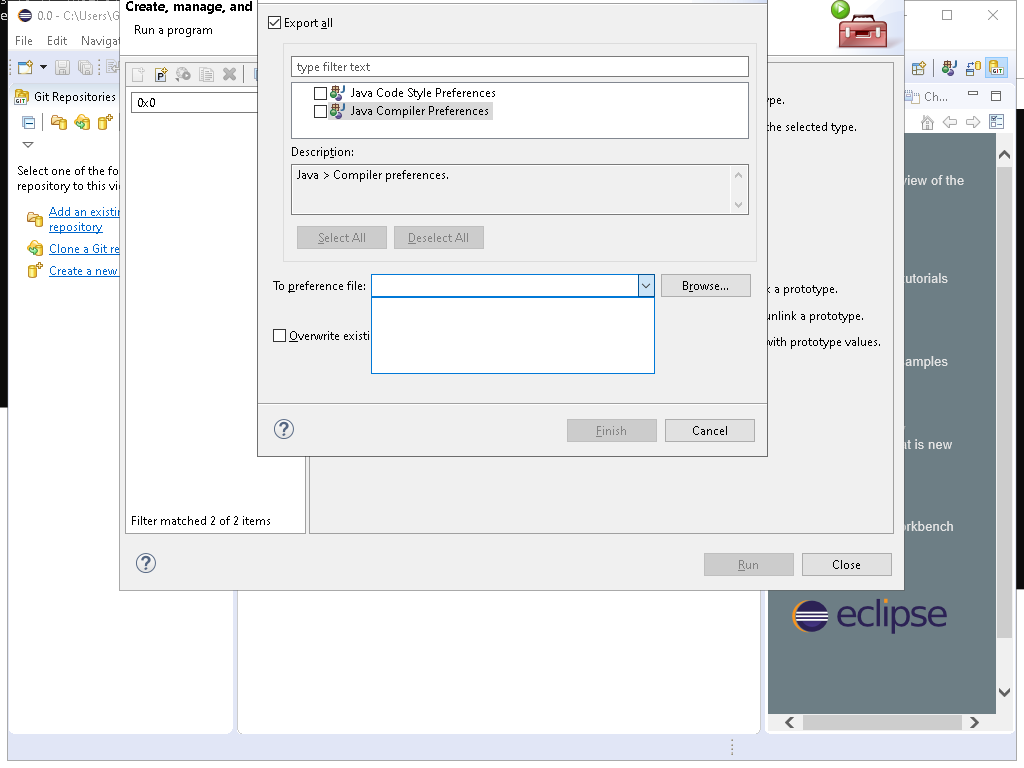 Create, manage, and
0.0 - C:\Users\G
Run a program
Export all
File Edit Navigat
type filter text
Git Repositories
Ch...
0x0
Java Code Style Preferences
ype.
Java Compiler Preferences
he selected type.
Description:
Select one of the fo
repository to this vi
Java > Compiler preferences.
view of the
Add an existin
repository
Select All Deselect All
Clone a Git re
Create a new
utorials
To preference file:
Browse...
k a prototype.
unlink a prototype.
Overwrite existi
with prototype values.
amples
Finish Cancel
at is new
Filter matched 2 of 2 items
orkbench
Run Close
eclipse